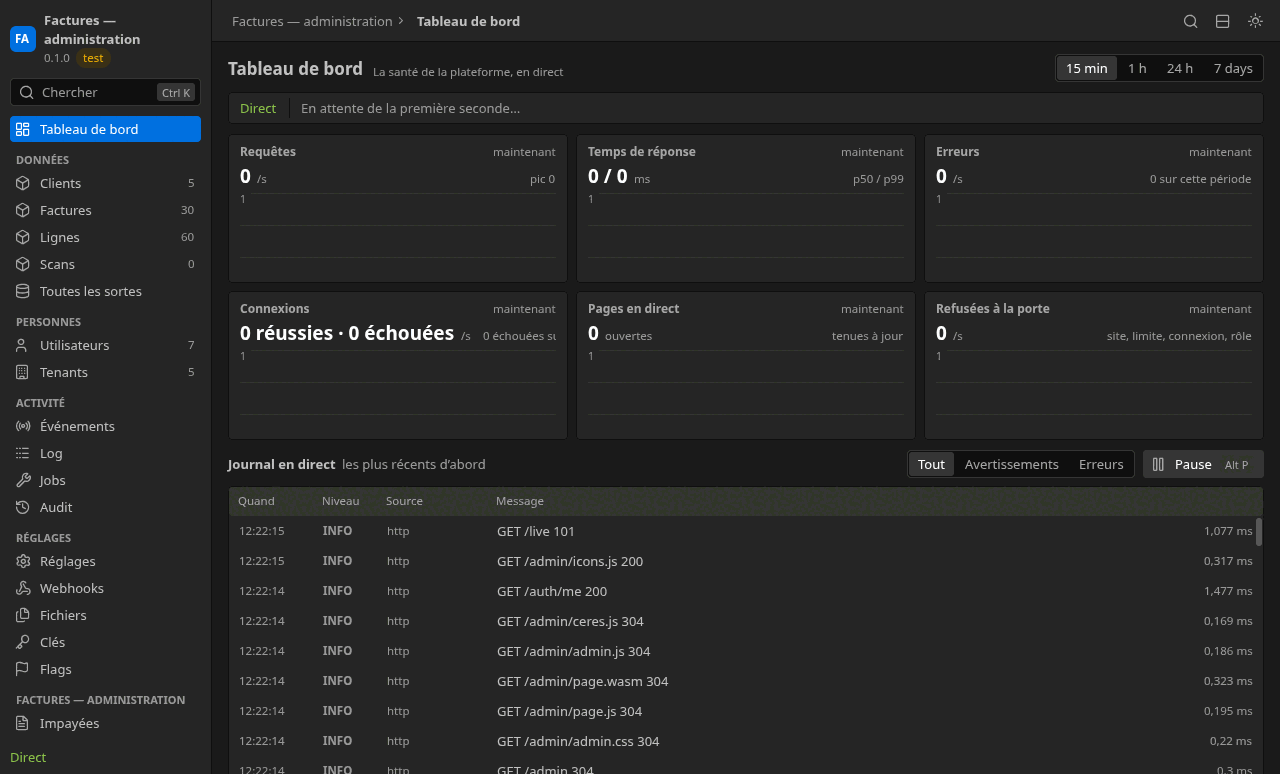 Factures —
administration
FA
0.1.0 test
Chercher Ctrl K
Tableau de bord
DONNÉES
Clients 5
Factures 30
Lignes 60
Scans 0
Toutes les sortes
PERSONNES
Utilisateurs 7
Tenants 5
ACTIVITÉ
Événements
Log
Jobs
Audit
RÉGLAGES
Réglages
Webhooks
Fichiers
Clés
Flags
FACTURES — ADMINISTRATION
Impayées
Direct
Factures — administration > Tableau de bord
Tableau de bord La santé de la plateforme, en direct
15 min 1 h 24 h 7 days
Direct En attente de la première seconde…
Requêtes maintenant
0 /s pic 0
1
Temps de réponse maintenant
0 / 0 ms p50 / p99
1
Erreurs maintenant
0 /s 0 sur cette période
1
Connexions maintenant
0 réussies · 0 échouées /s 0 échouées su
1
Pages en direct maintenant
0 ouvertes tenues à jour
1
Refusées à la porte maintenant
0 /s site, limite, connexion, rôle
1
Journal en direct les plus récents d’abord
Tout Avertissements Erreurs Pause Alt P
Quand Niveau Source Message
12:22:15 INFO http GET /live 101 1,077 ms
12:22:15 INFO http GET /admin/icons.js 200 0,317 ms
12:22:14 INFO http GET /auth/me 200 1,477 ms
12:22:14 INFO http GET /admin/ceres.js 304 0,169 ms
12:22:14 INFO http GET /admin/admin.js 304 0,186 ms
12:22:14 INFO http GET /admin/page.wasm 304 0,323 ms
12:22:14 INFO http GET /admin/page.js 304 0,195 ms
12:22:14 INFO http GET /admin/admin.css 304 0,22 ms
12:22:14 INFO http GET /admin 304 0,3 ms